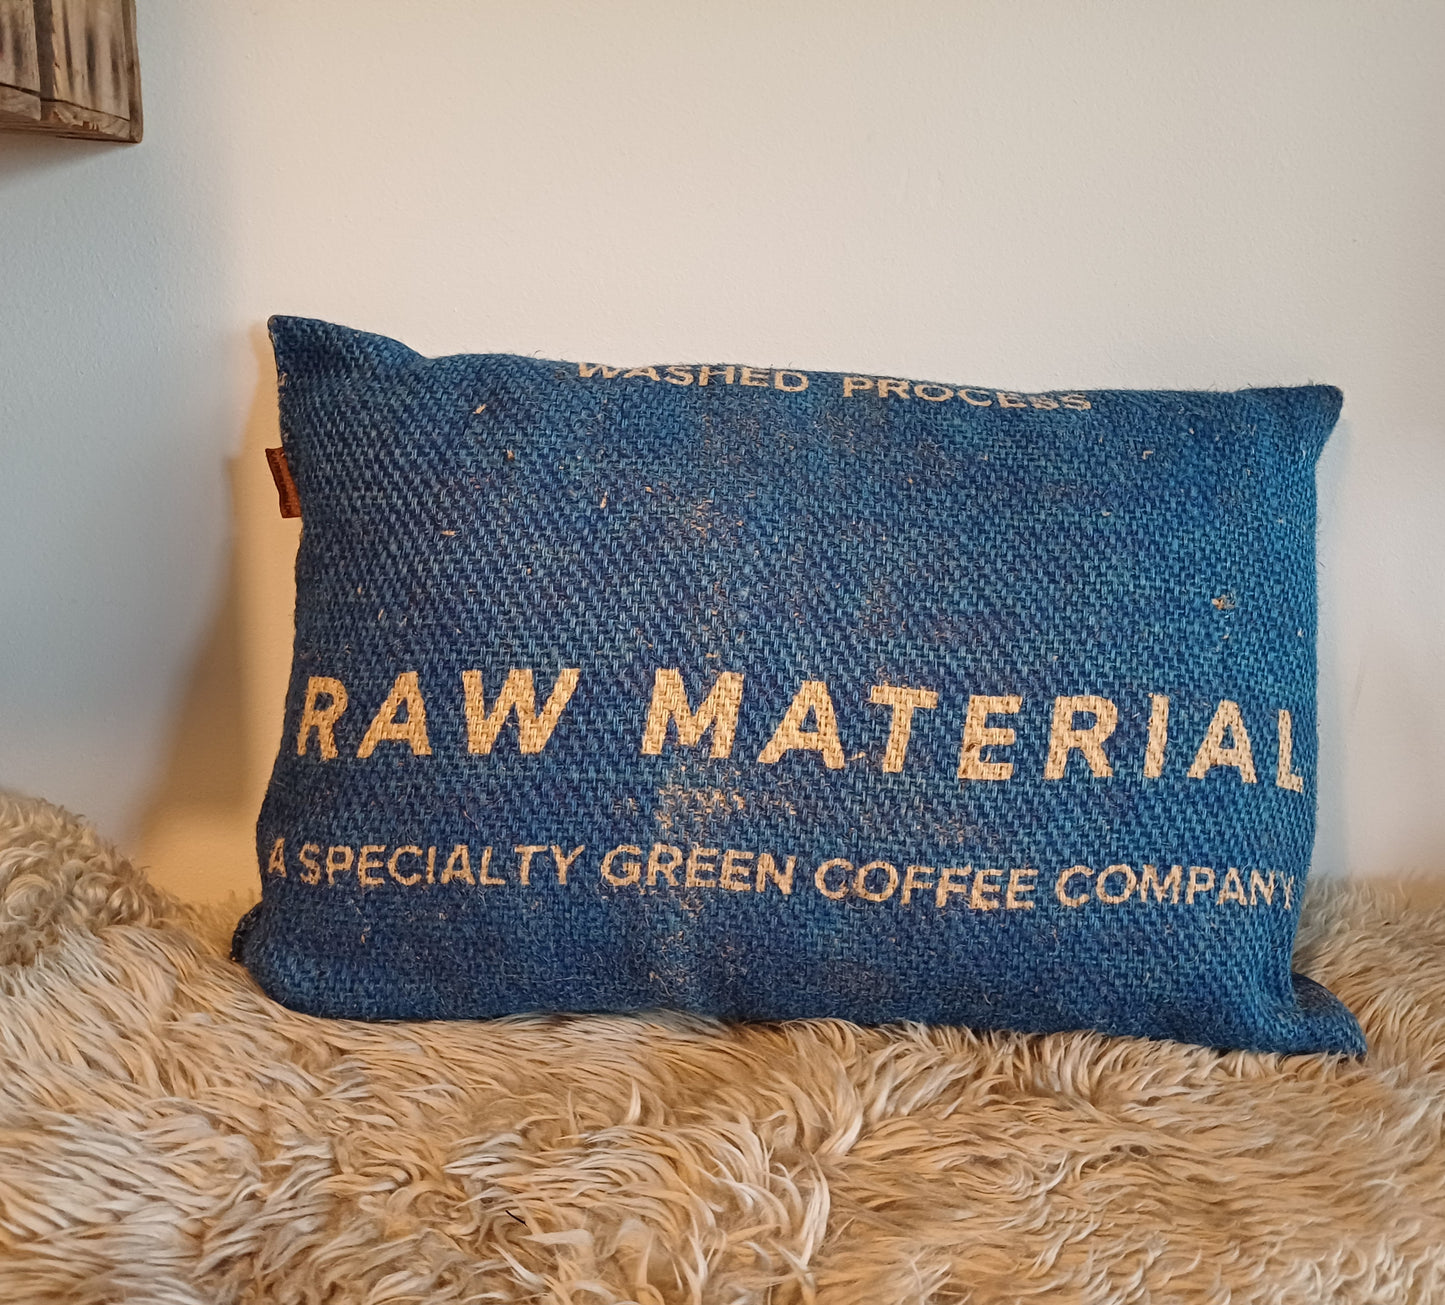 WASHED PROCESS
RAW MATERIAL
A SPECIALTY GREEN COFFEE COMPANY